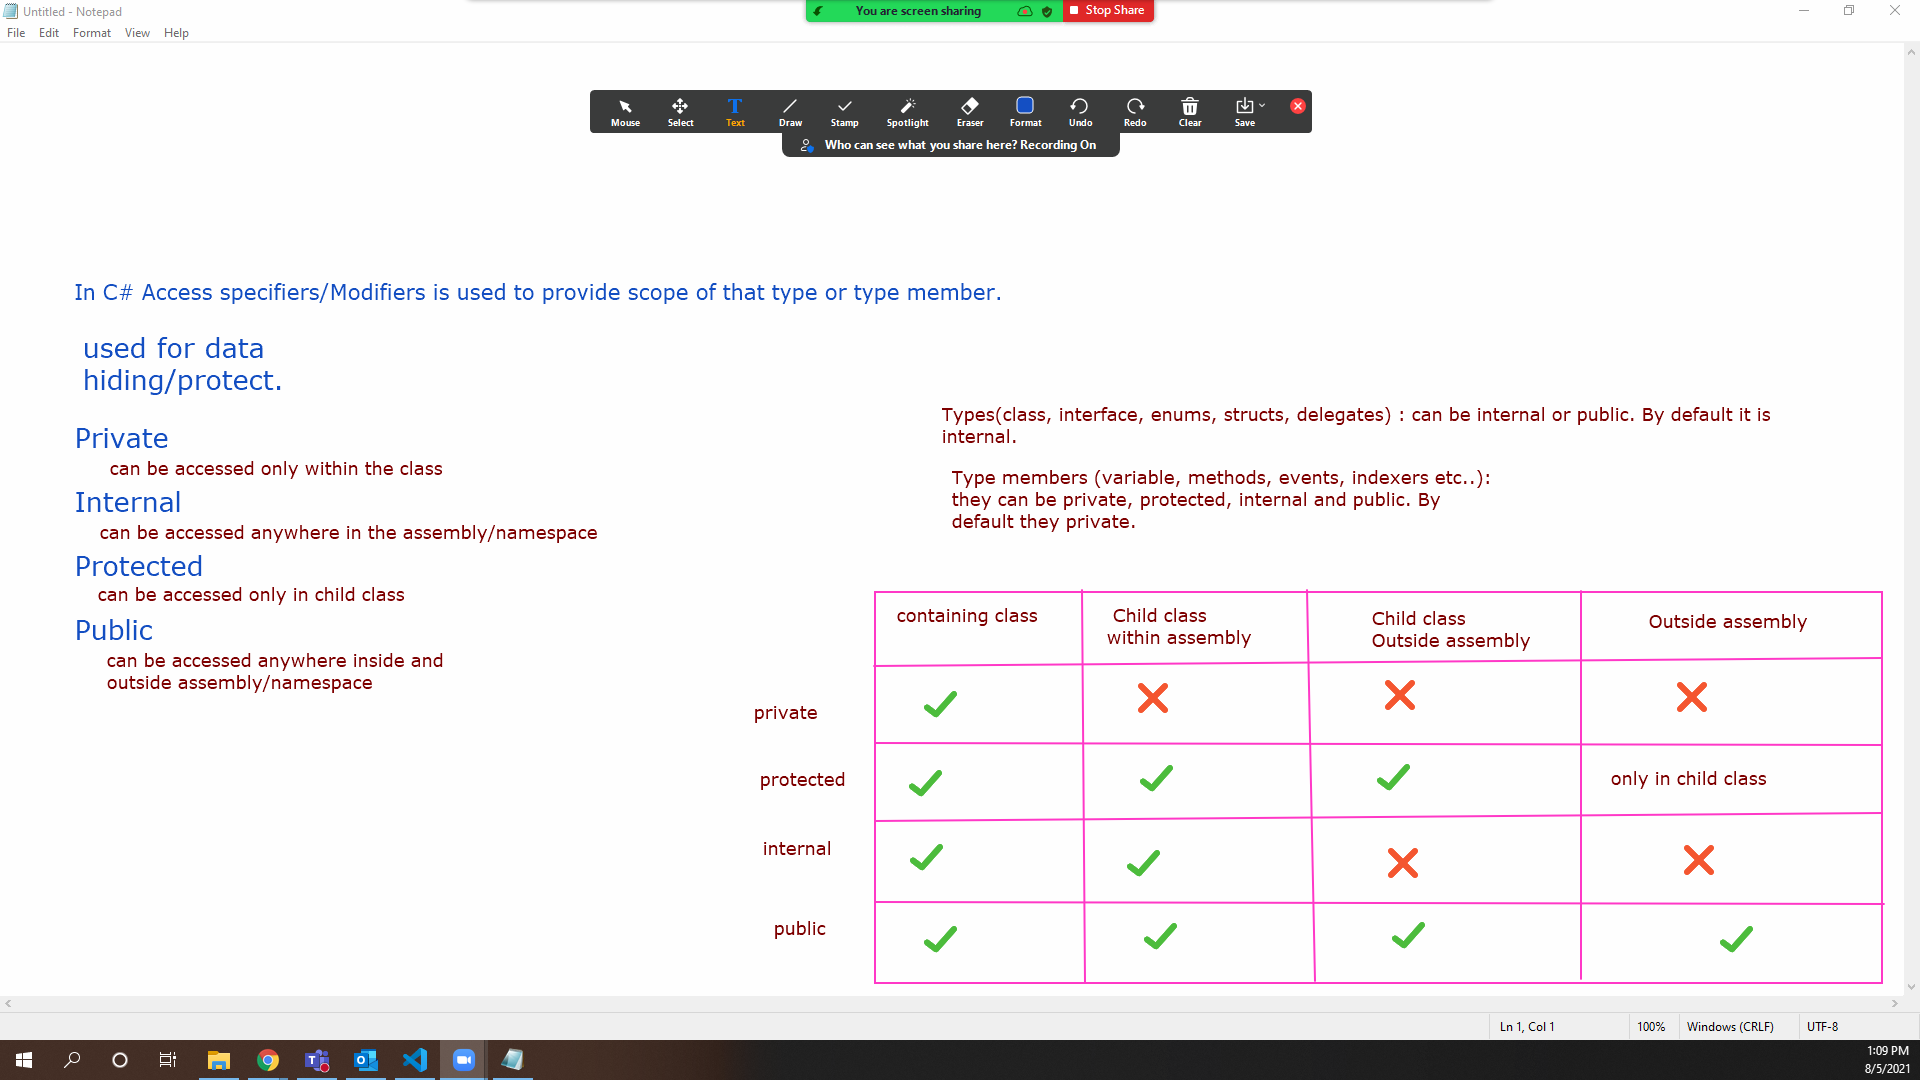 Untitled - Notepad
You are screen sharing
Stop Share
File Edit Format View Help
Mouse Select Text Draw Stamp Spotlight Eraser Format Undo Redo Clear Save
Who can see what you share here? Recording On
In C# Access specifiers/Modifiers is used to provide scope of that type or type member.
used for data
hiding/protect.
Private
can be accessed only within the class
Internal
can be accessed anywhere in the assembly/namespace
Protected
can be accessed only in child class
Public
can be accessed anywhere inside and
outside assembly/namespace
Types(class, interface, enums, structs, delegates) : can be internal or public. By default it is
internal.
Type members (variable, methods, events, indexers etc..):
they can be private, protected, internal and public. By
default they private.
containing class
Child class
within assembly
Child class
Outside assembly
Outside assembly
private
protected
only in child class
internal
public
Ln 1, Col 1
100%
Windows (CRLF)
UTF-8
1:09 PM
8/5/2021